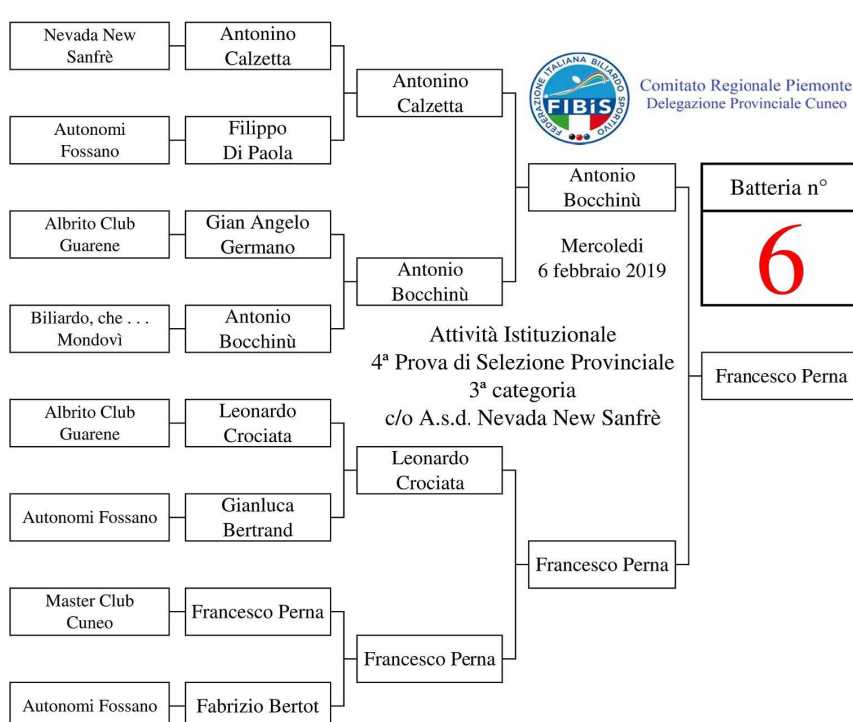 Nevada New
Sanfrè
Antonino
Calzetta
Autonomi
Fossano
Filippo
Di Paola
Albrito Club
Guarene
Gian Angelo
Germano
Biliardo, che . . .
Mondovì
Antonio
Bocchinù
Albrito Club
Guarene
Leonardo
Crociata
Autonomi Fossano
Gianluca
Bertrand
Master Club
Cuneo
Francesco Perna
Autonomi Fossano
Fabrizio Bertot
Antonino
Calzetta
Antonio
Bocchinù
Leonardo
Crociata
Francesco Perna
Antonio
Bocchinù
Francesco Perna
Francesco Perna
FEDERAZIONE ITALIANA BILIARDO SPORTIVO
FIBiS
Comitato Regionale Piemonte
Delegazione Provinciale Cuneo
Batteria n°
6
Mercoledi
6 febbraio 2019
Attività Istituzionale
4ª Prova di Selezione Provinciale
3ª categoria
c/o A.s.d. Nevada New Sanfrè